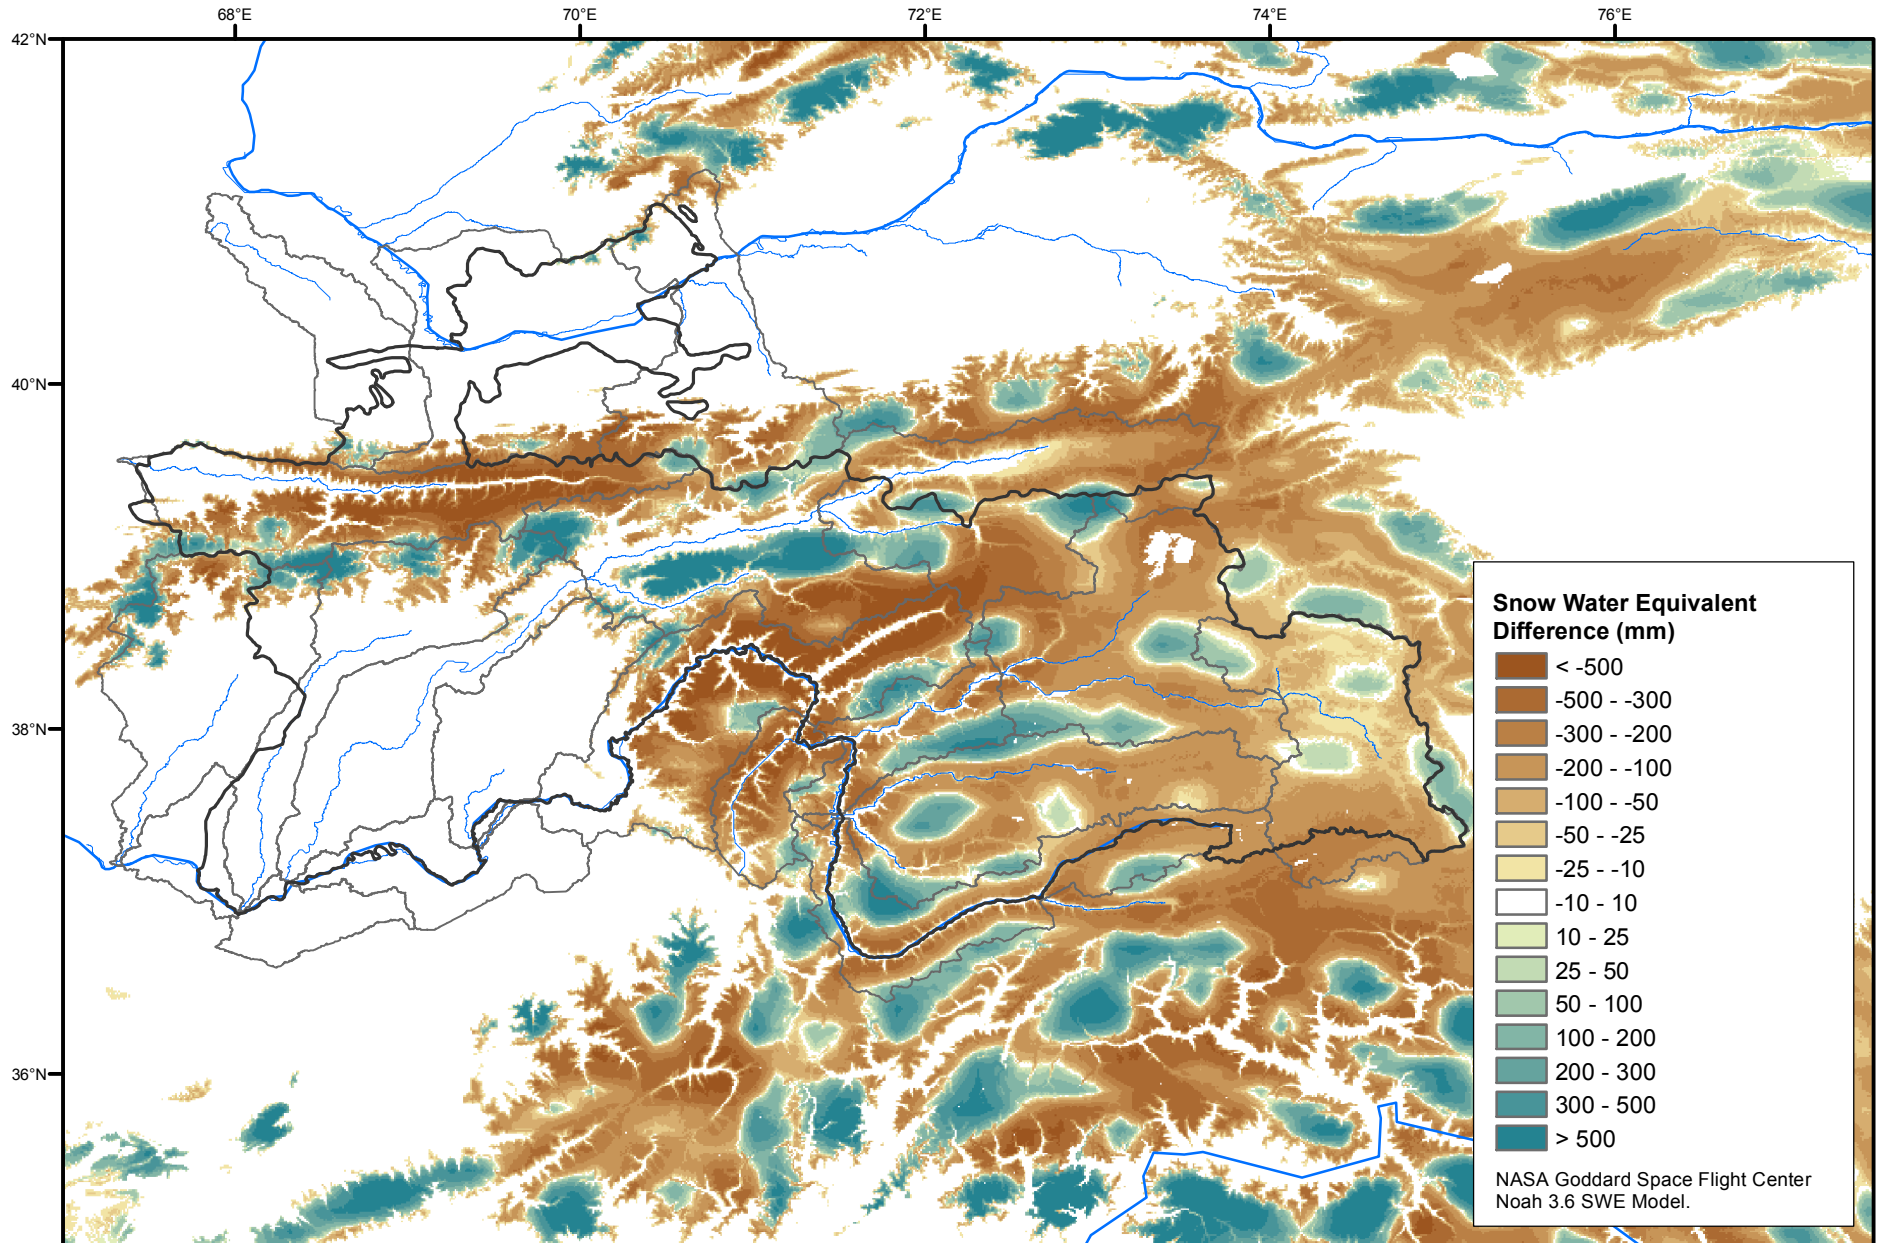 68°E
70°E
72°E
74°E
76°E
42°N
40°N
38°N
36°N
Snow Water Equivalent
Difference (mm)
< -500
-500 - -300
-300 - -200
-200 - -100
-100 - -50
-50 - -25
-25 - -10
-10 - 10
10 - 25
25 - 50
50 - 100
100 - 200
200 - 300
300 - 500
> 500
NASA Goddard Space Flight Center
Noah 3.6 SWE Model.